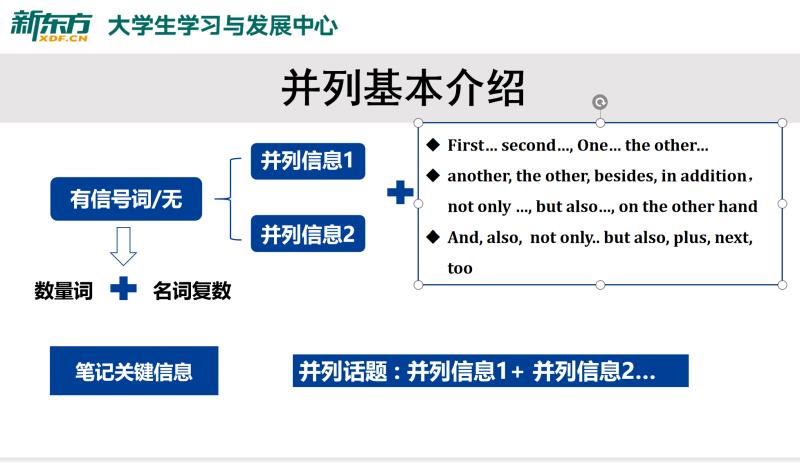 新东方 大学生学习与发展中心
XDF.CN
并列基本介绍
有信号词/无
并列信息1
并列信息2
First... second..., One... the other...
another, the other, besides, in addition，
not only ..., but also..., on the other hand
And, also, not only.. but also, plus, next,
too
数量词
名词复数
笔记关键信息
并列话题：并列信息1+ 并列信息2...